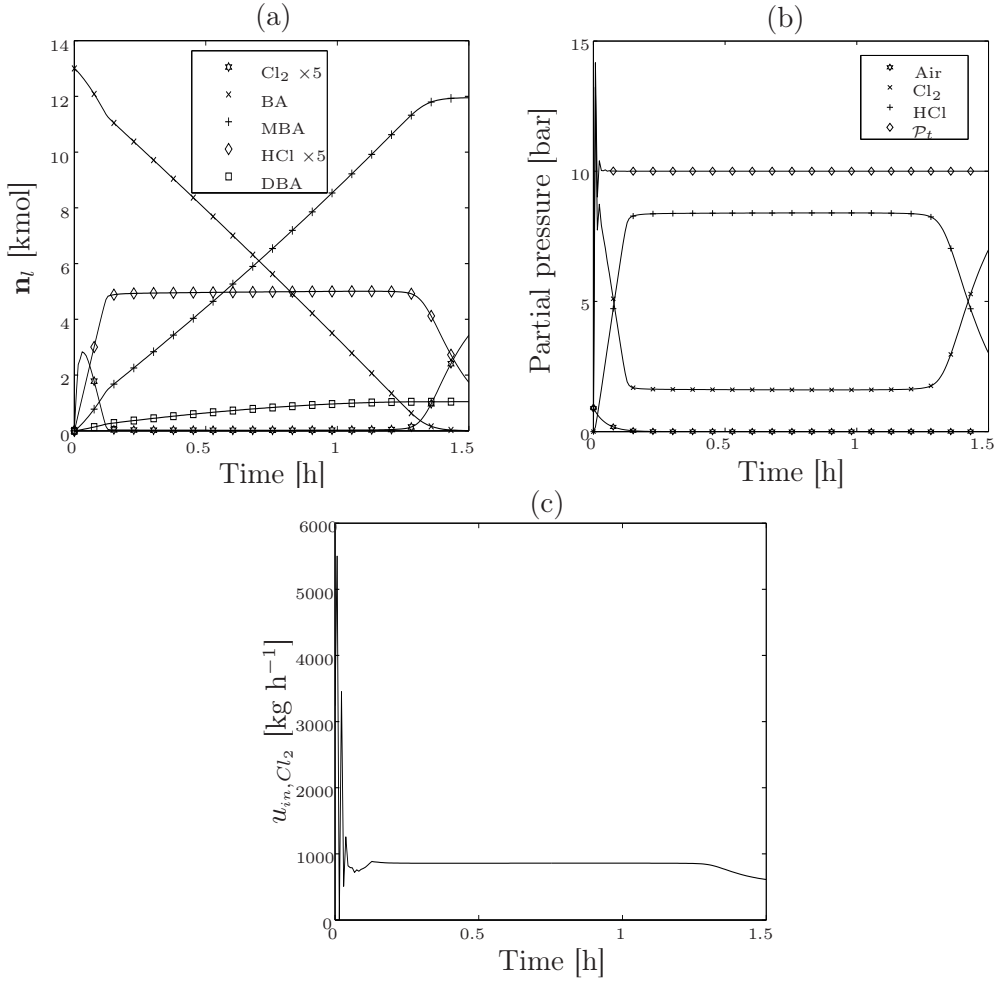 (a)
14
12
10
8
6
4
2
0
0
0.5
1
1.5
n_l [kmol]
Time [h]
Cl₂ ×5
BA
MBA
HCl ×5
DBA
(b)
15
10
5
0
0
0.5
1
1.5
Partial pressure [bar]
Time [h]
Air
Cl₂
HCl
𝒫_t
(c)
6000
5000
4000
3000
2000
1000
0
0
0.5
1
1.5
u_{in,Cl₂} [kg h⁻¹]
Time [h]